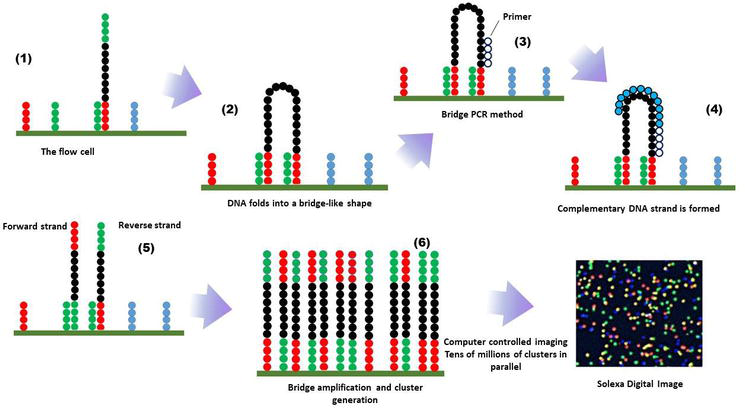 (1)
The flow cell
(2)
DNA folds into a bridge-like shape
Primer
(3)
Bridge PCR method
(4)
Complementary DNA strand is formed
Forward strand
Reverse strand
(5)
(6)
Bridge amplification and cluster
generation
Computer controlled imaging
Tens of millions of clusters in
parallel
Solexa Digital Image